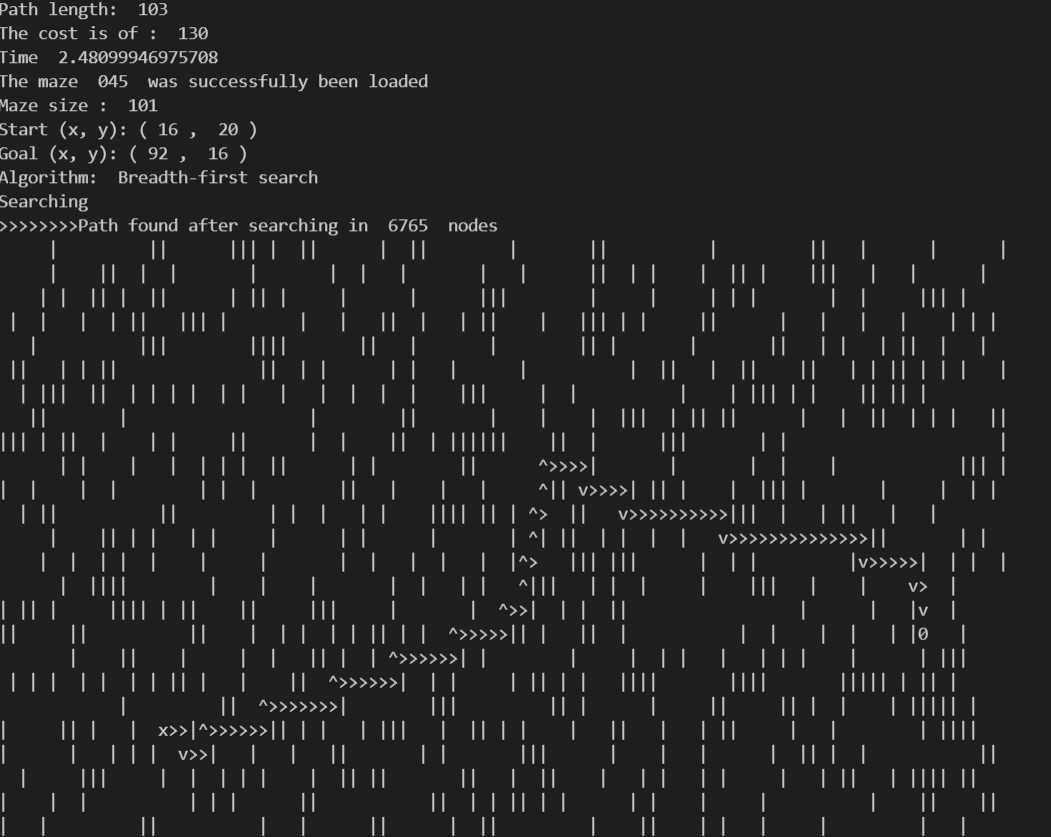 Path length:  103
The cost is of :  130
Time  2.48099946975708
The maze  045  was successfully been loaded
Maze size :  101
Start (x, y): ( 16 ,  20 )
Goal (x, y): ( 92 ,  16 )
Algorithm:  Breadth-first search
Searching
>>>>>>>>Path found after searching in  6765  nodes